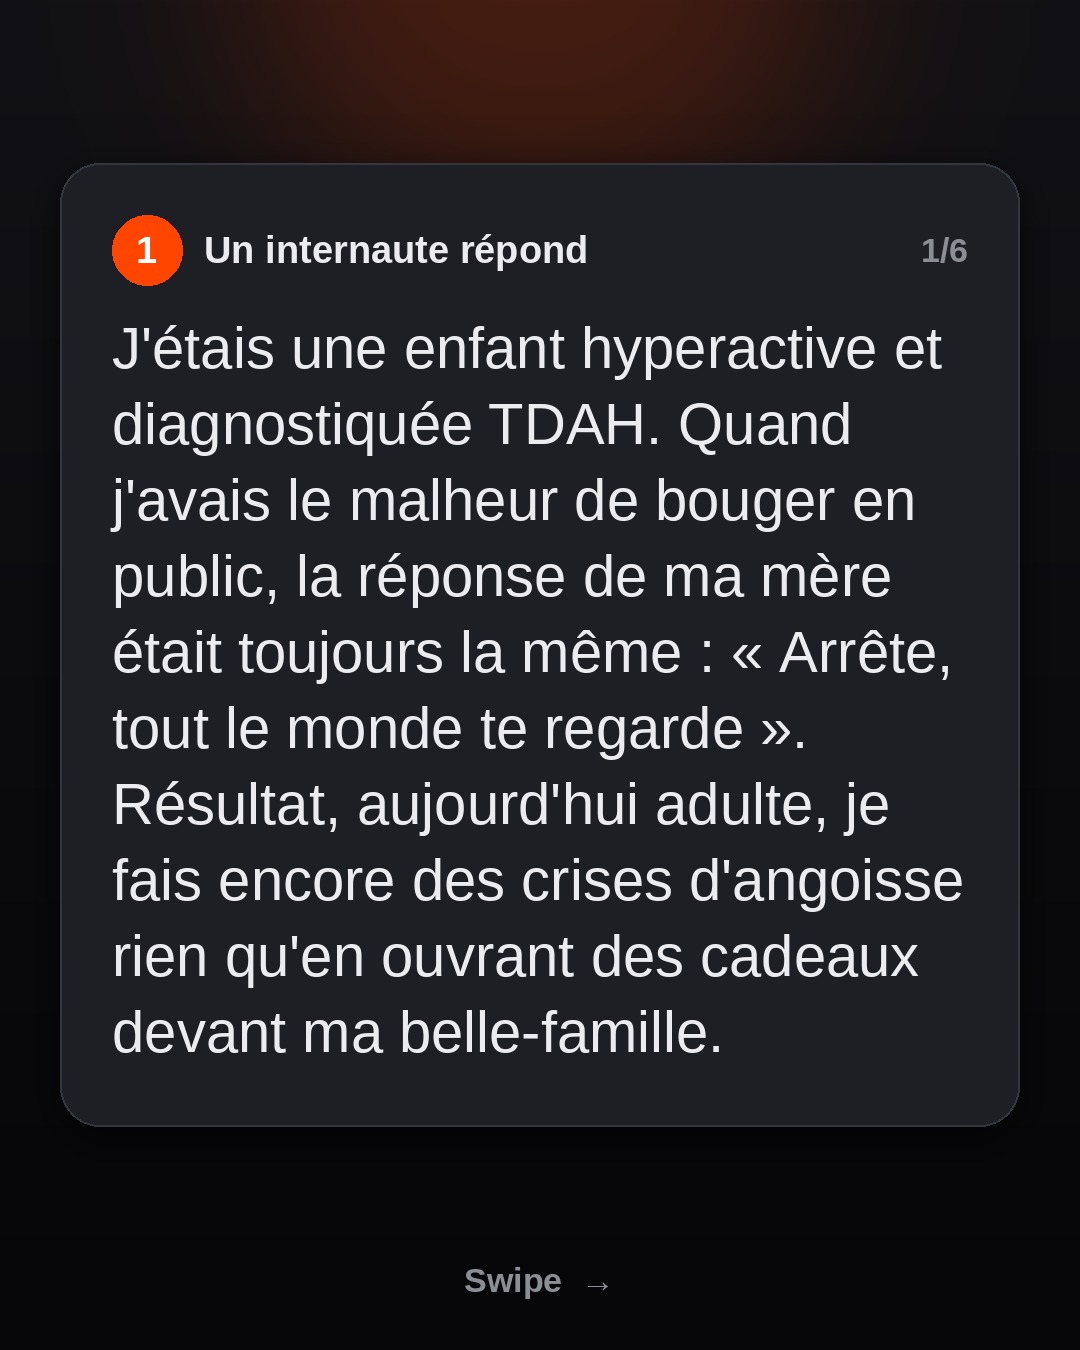 1 Un internaute répond 1/6
J'étais une enfant hyperactive et
diagnostiquée TDAH. Quand
j'avais le malheur de bouger en
public, la réponse de ma mère
était toujours la même : « Arrête,
tout le monde te regarde ».
Résultat, aujourd'hui adulte, je
fais encore des crises d'angoisse
rien qu'en ouvrant des cadeaux
devant ma belle-famille.
Swipe →